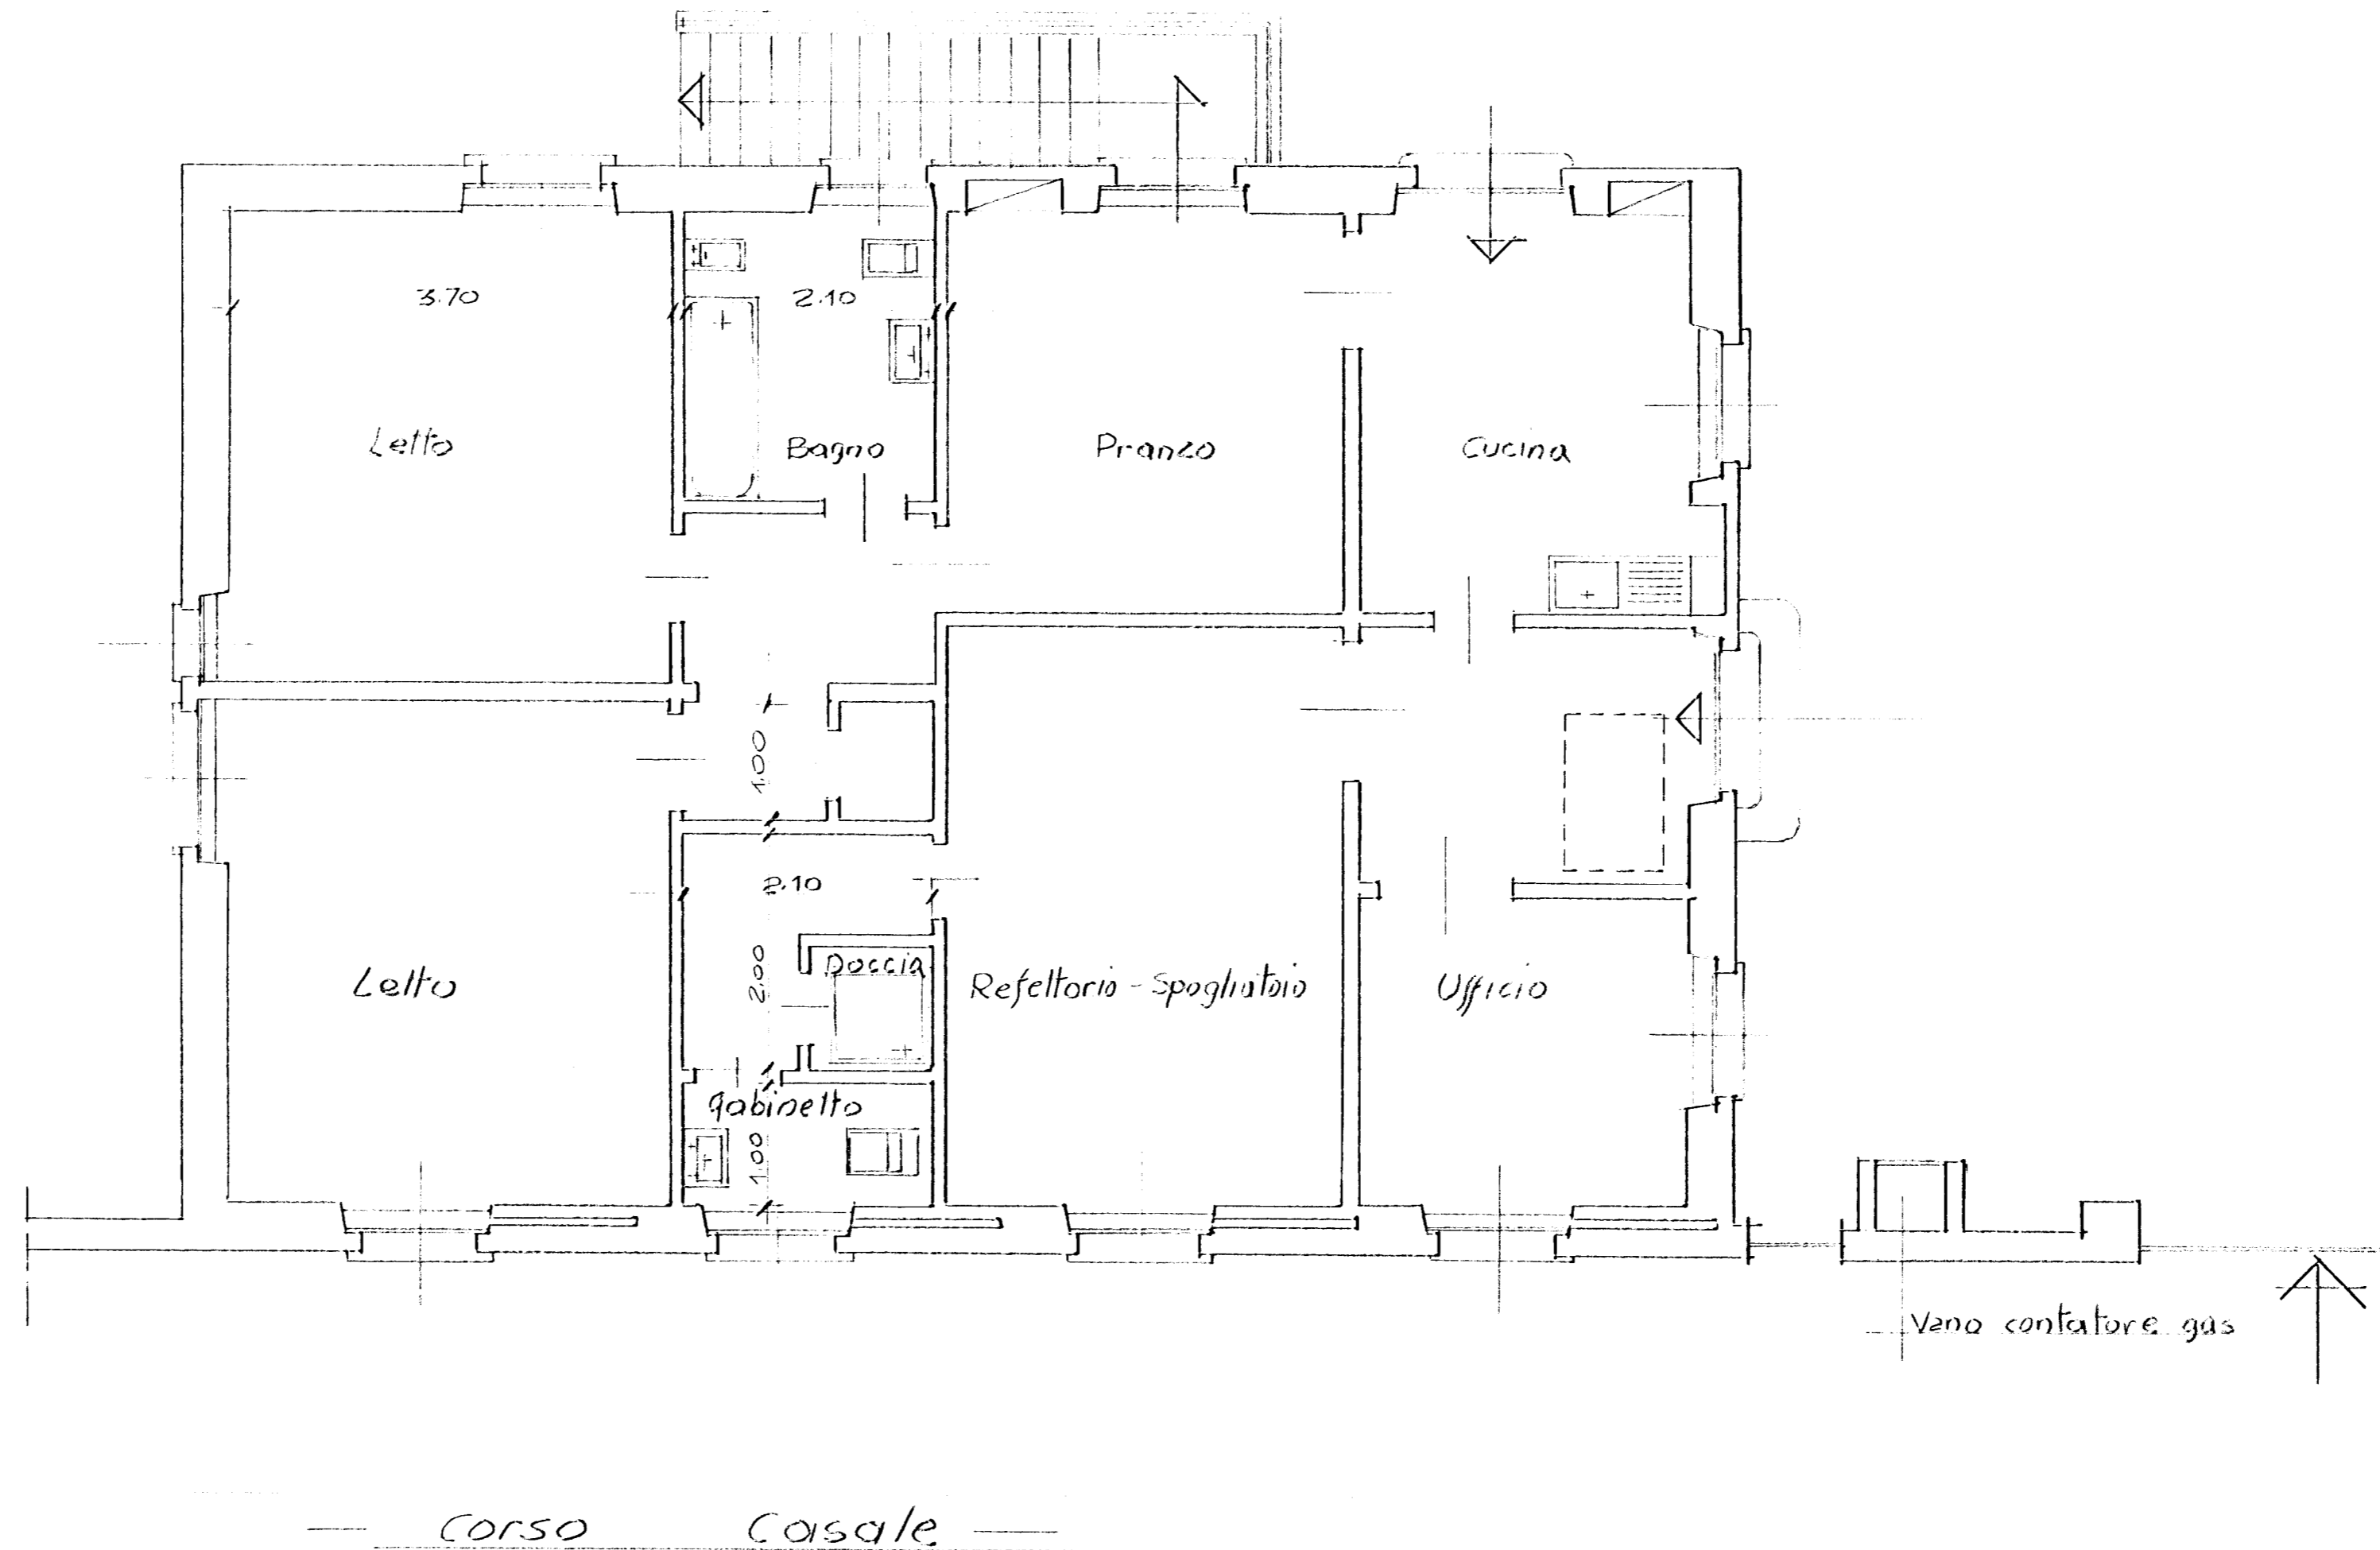 3.70
2.10
Letto
Bagno
Pranzo
Cucina
1.00
2.10
2.00
Doccia
Letto
Refettorio - Spogliatoio
Ufficio
gabinetto
1.00
Vano contatore gas
Corso Casale